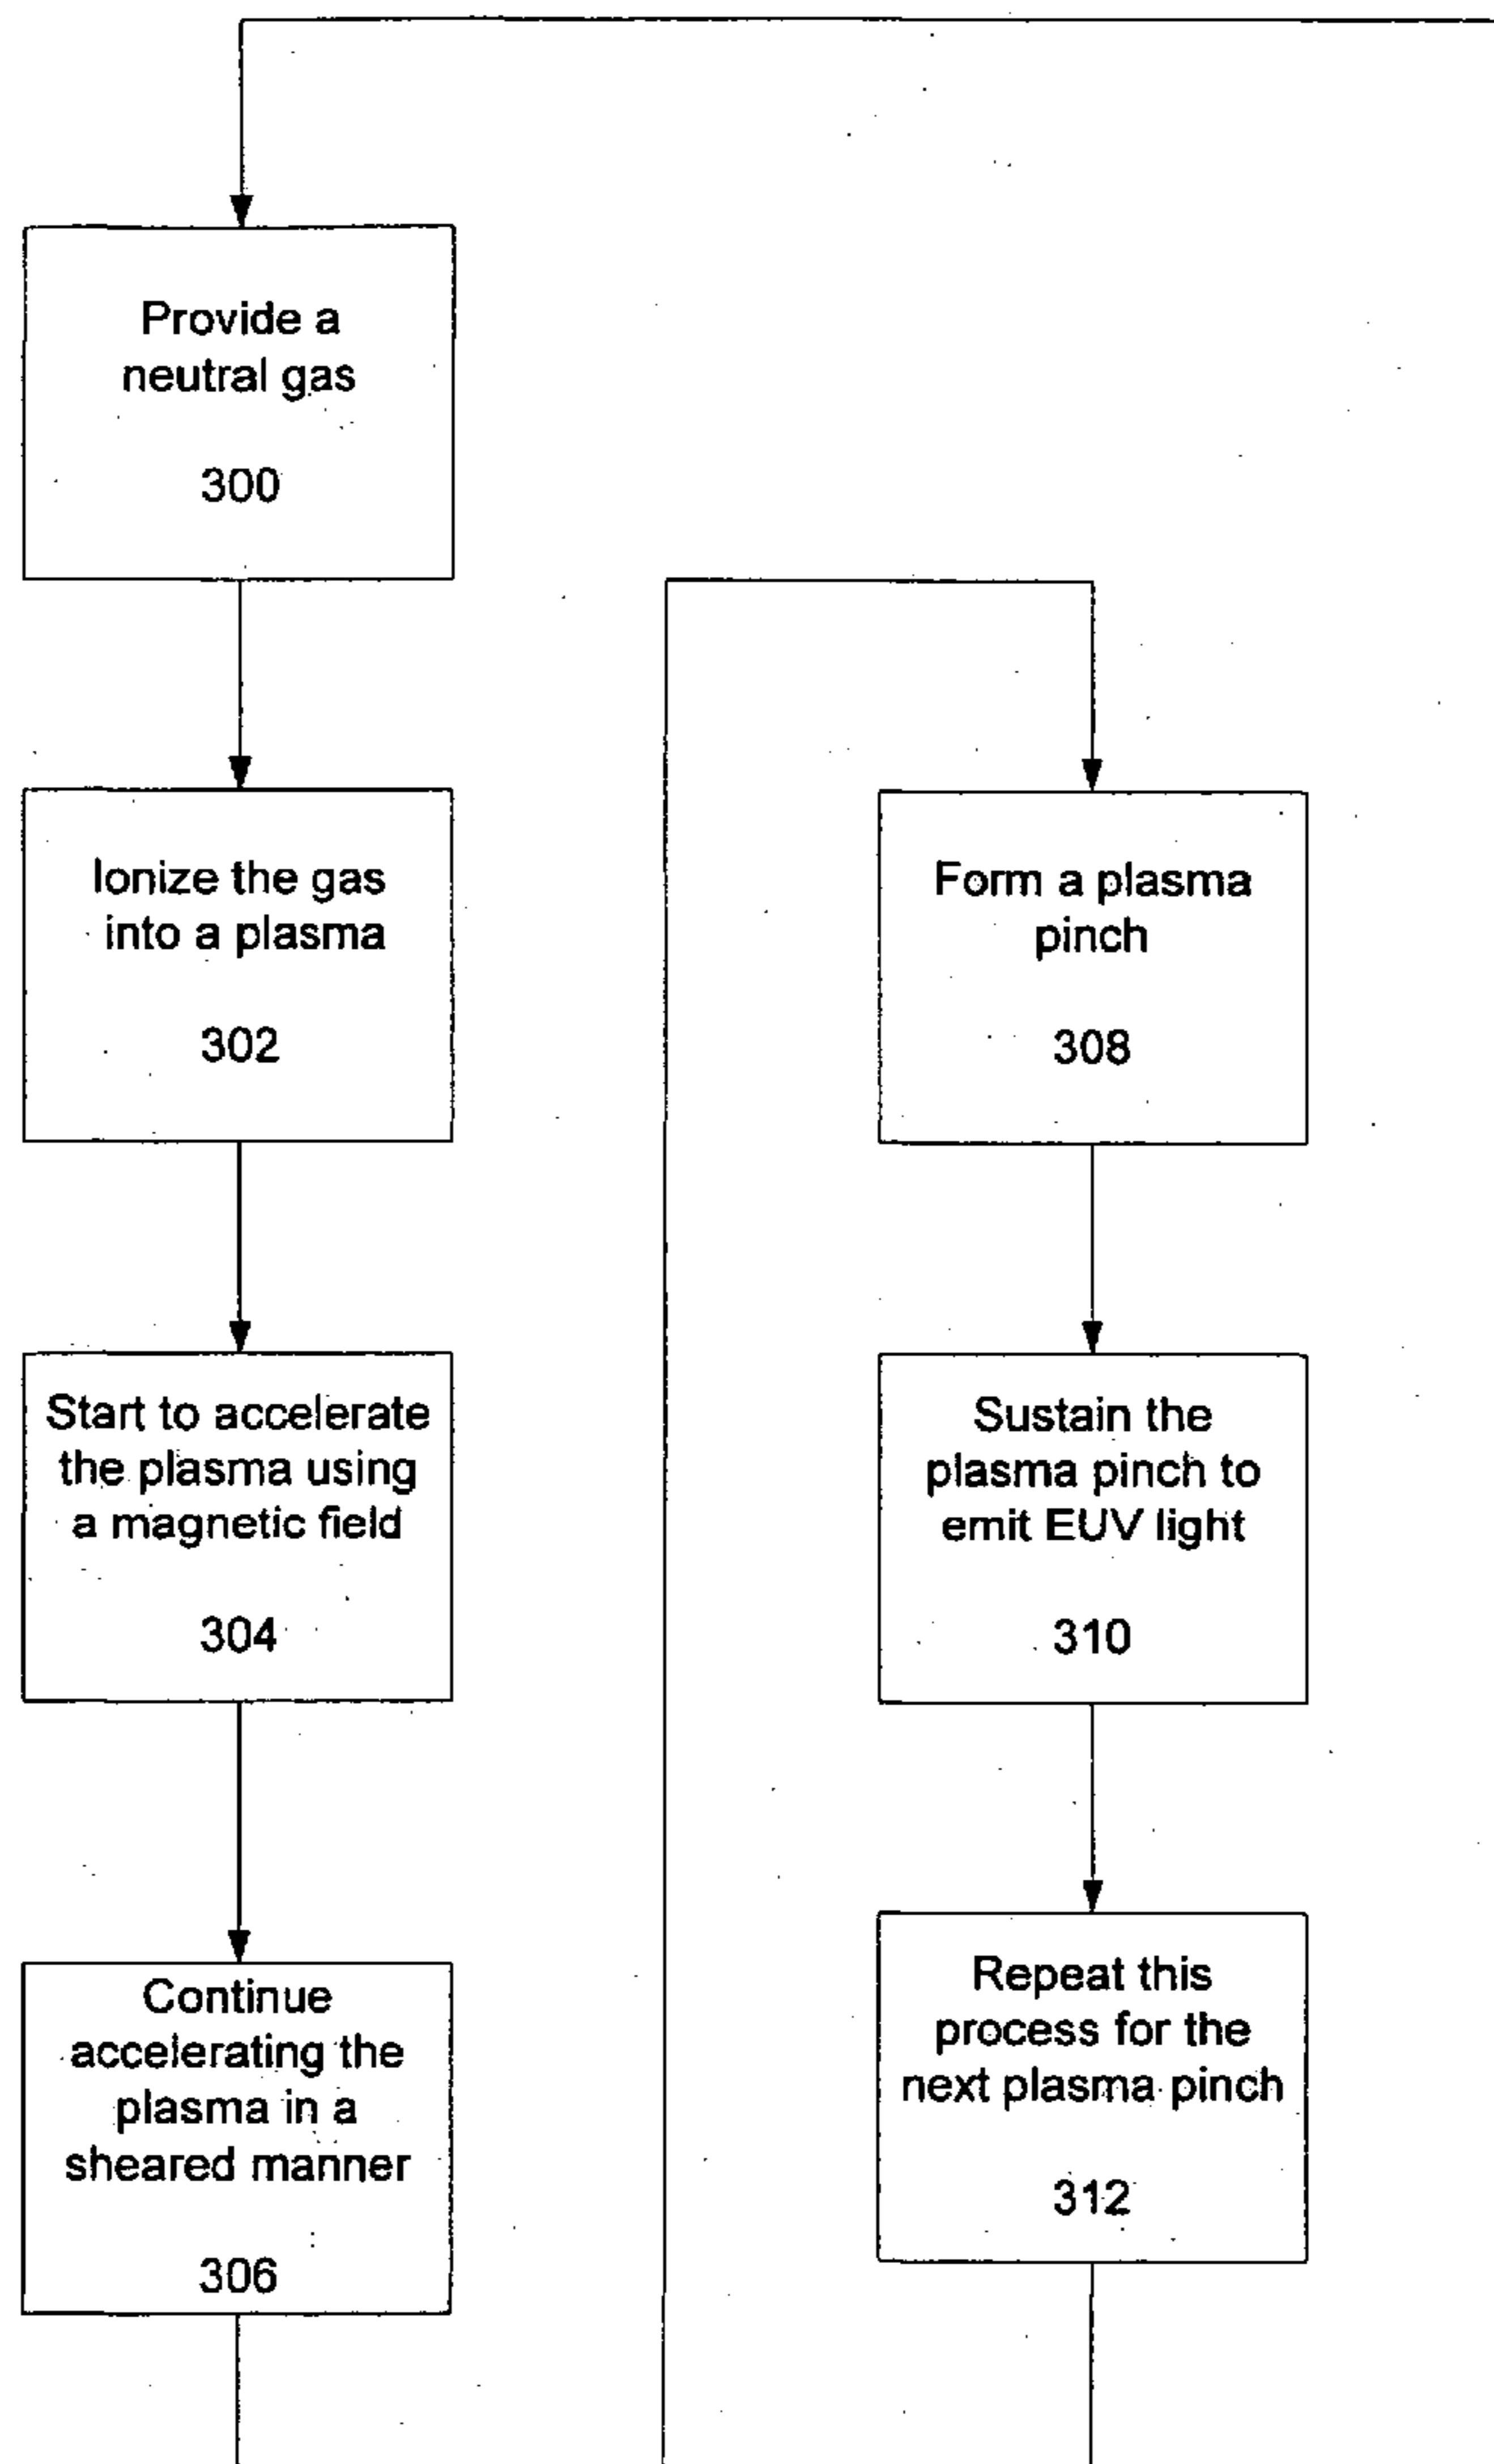 Provide a
neutral gas
300
Ionize the gas
into a plasma
302
Start to accelerate
the plasma using
a magnetic field
304
Continue
accelerating the
plasma in a
sheared manner
306
Form a plasma
pinch
308
Sustain the
plasma pinch to
emit EUV light
310
Repeat this
process for the
next plasma pinch
312